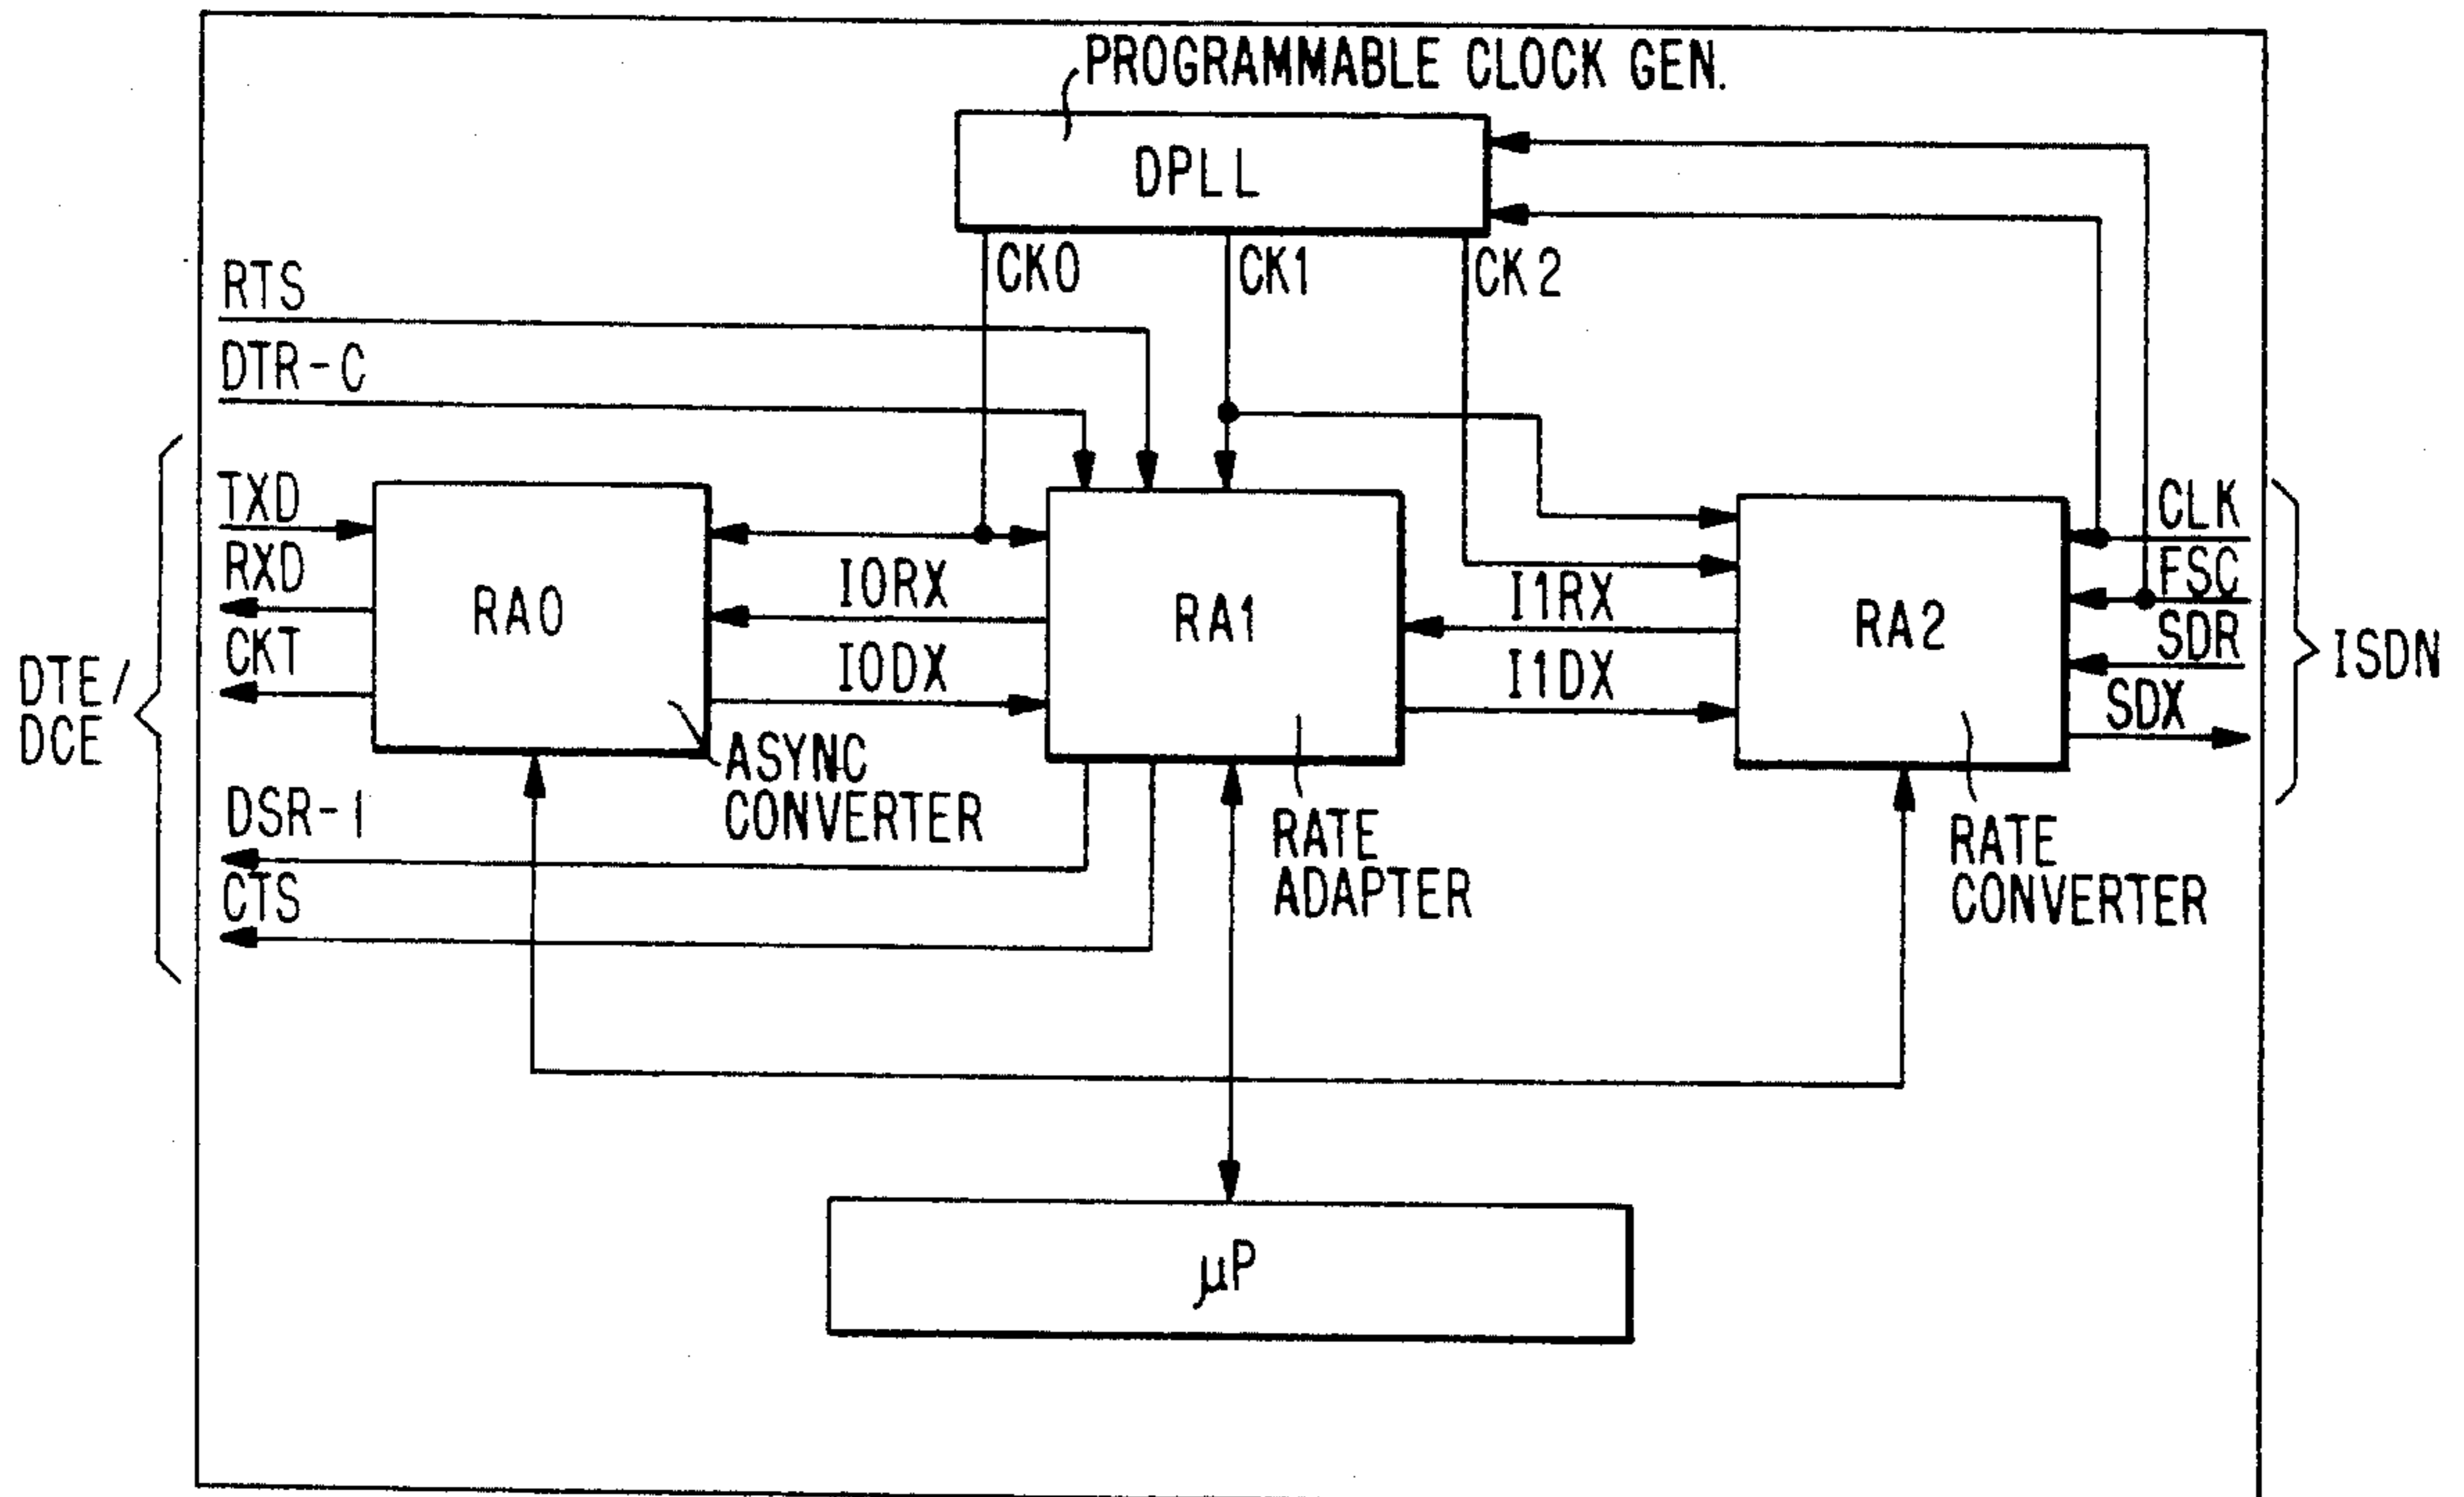 PROGRAMMABLE CLOCK GEN.
DPLL
CK0
CK1
CK2
RTS
DTR-C
TXD
RXD
CKT
DTE/
DCE
RA0
I0RX
I0DX
RA1
I1RX
I1DX
RA2
CLK
FSC
SDR
SDX
ISDN
ASYNC
CONVERTER
DSR-1
CTS
RATE
ADAPTER
RATE
CONVERTER
μP